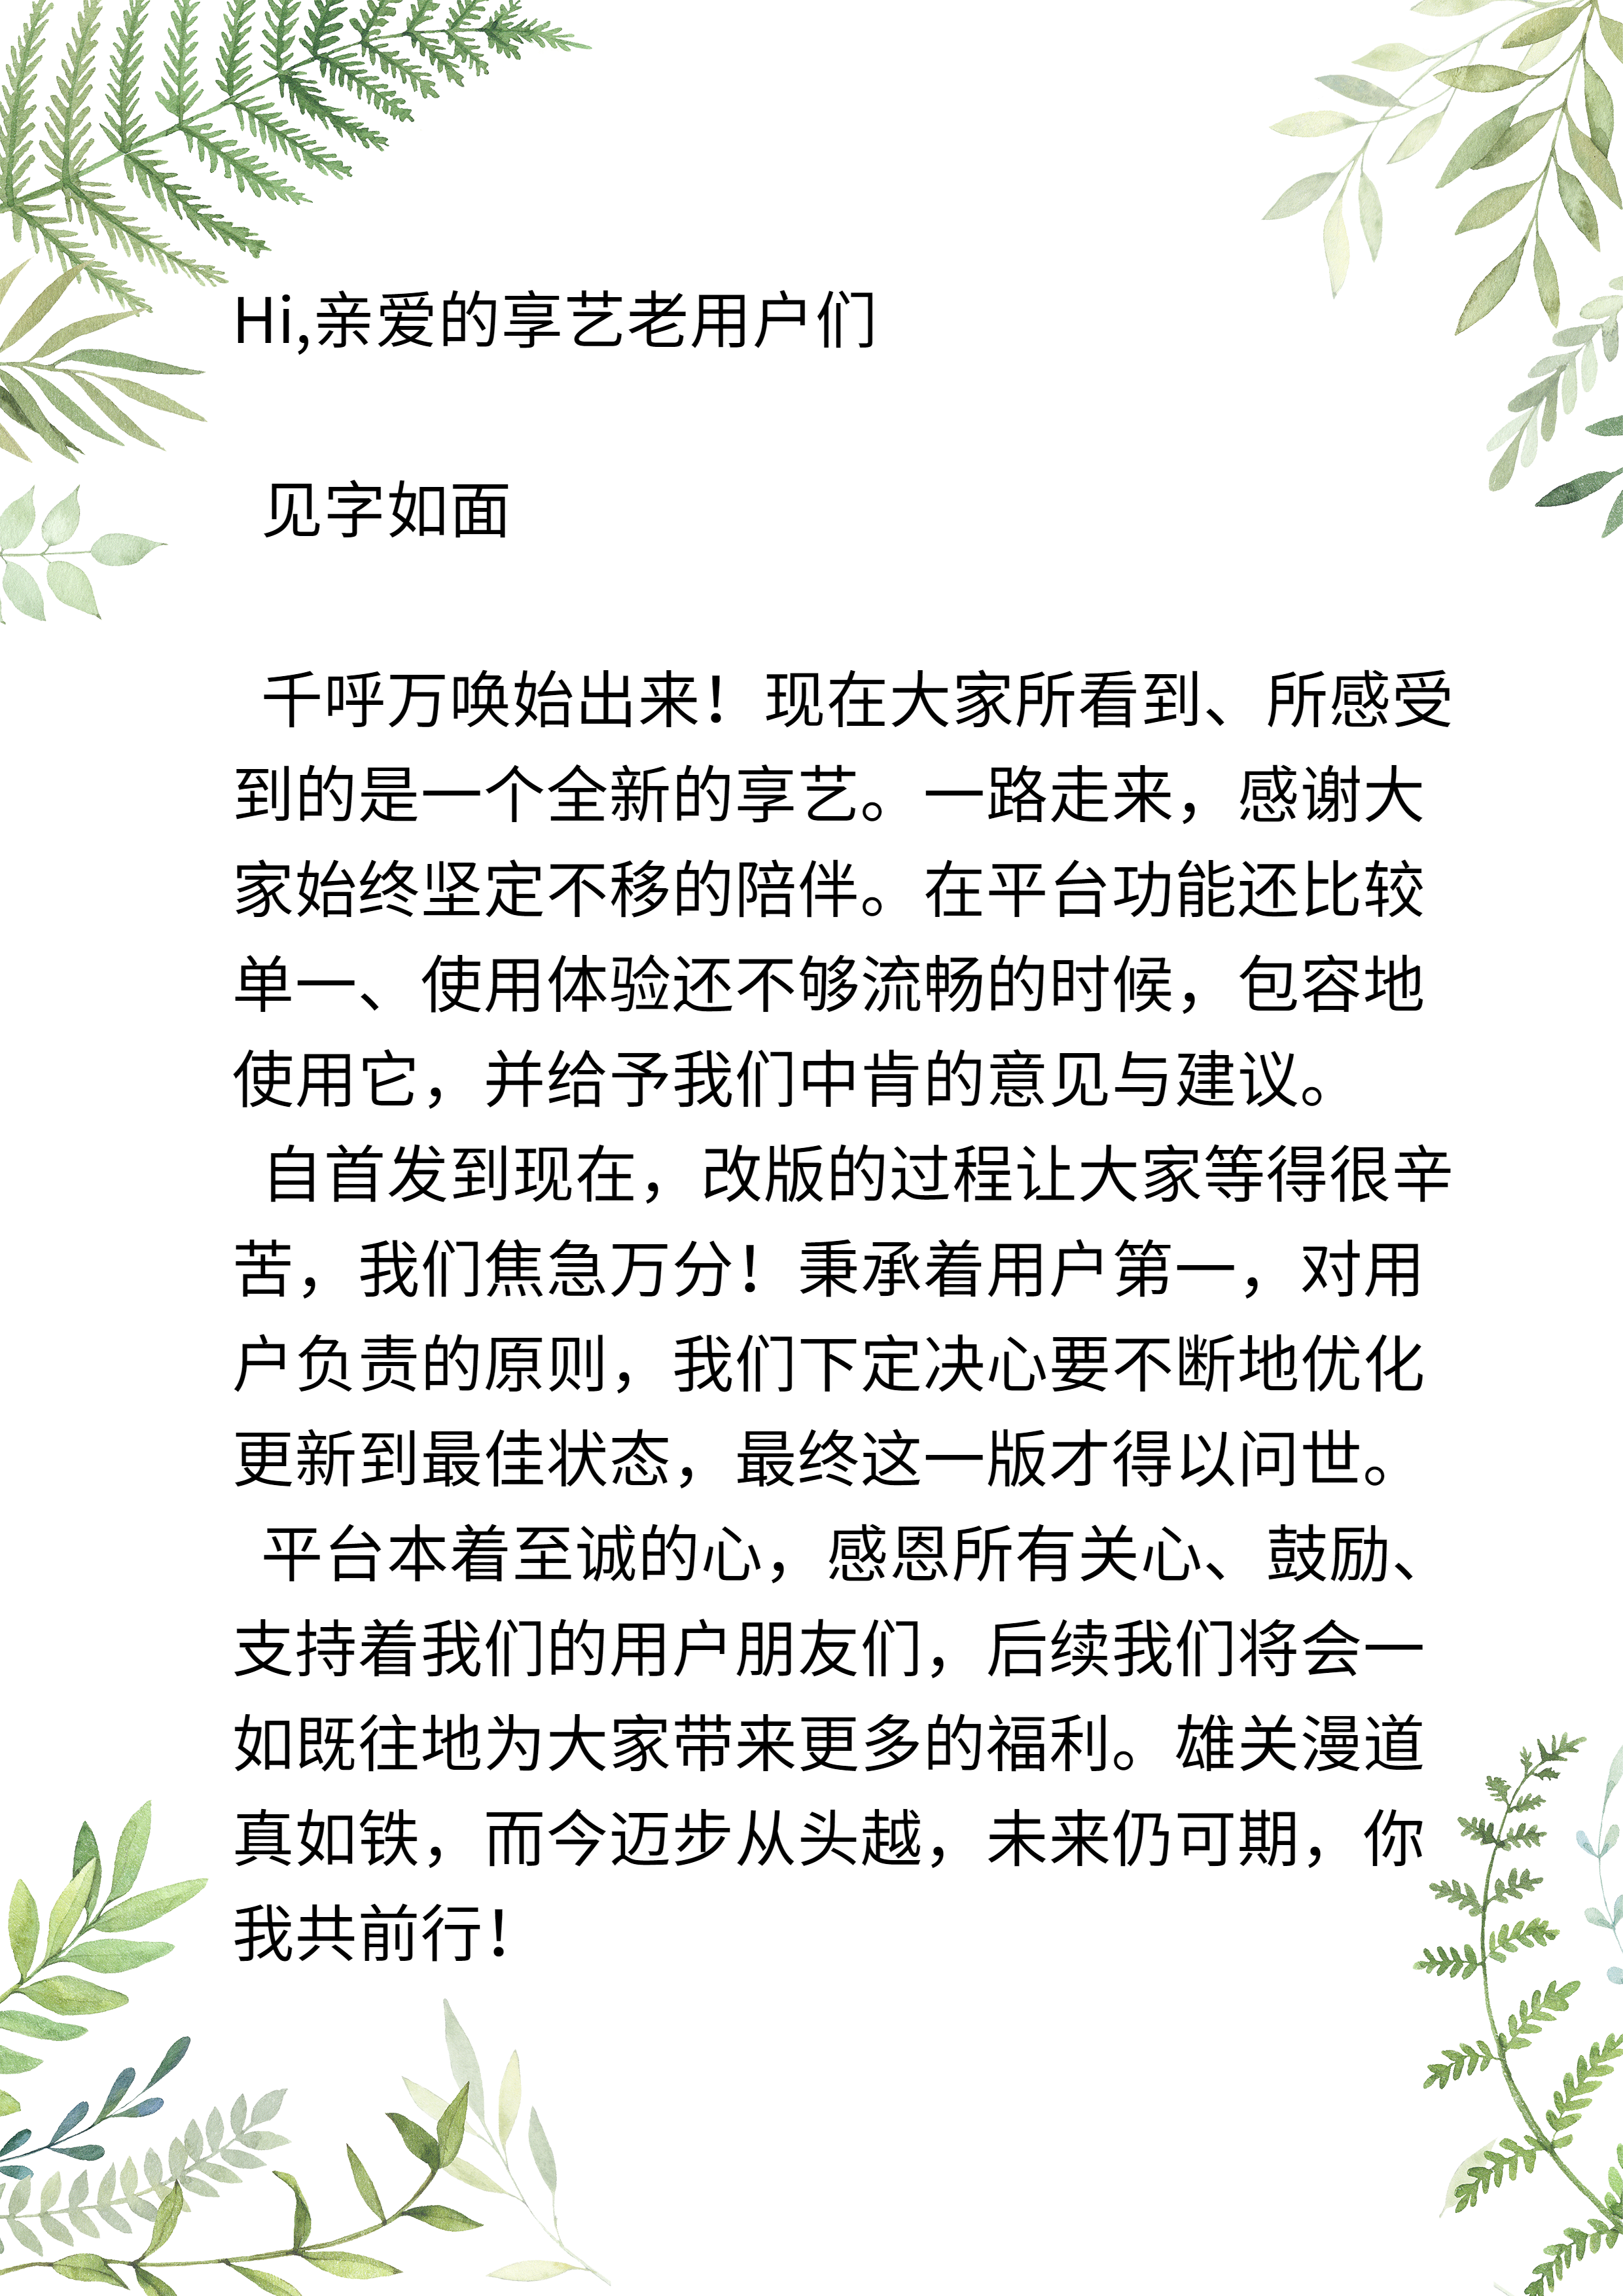 Hi,亲爱的享艺老用户们
见字如面
千呼万唤始出来！现在大家所看到、所感受
到的是一个全新的享艺。一路走来，感谢大
家始终坚定不移的陪伴。在平台功能还比较
单一、使用体验还不够流畅的时候，包容地
使用它，并给予我们中肯的意见与建议。
自首发到现在，改版的过程让大家等得很辛
苦，我们焦急万分！秉承着用户第一，对用
户负责的原则，我们下定决心要不断地优化
更新到最佳状态，最终这一版才得以问世。
平台本着至诚的心，感恩所有关心、鼓励、
支持着我们的用户朋友们，后续我们将会一
如既往地为大家带来更多的福利。雄关漫道
真如铁，而今迈步从头越，未来仍可期，你
我共前行！